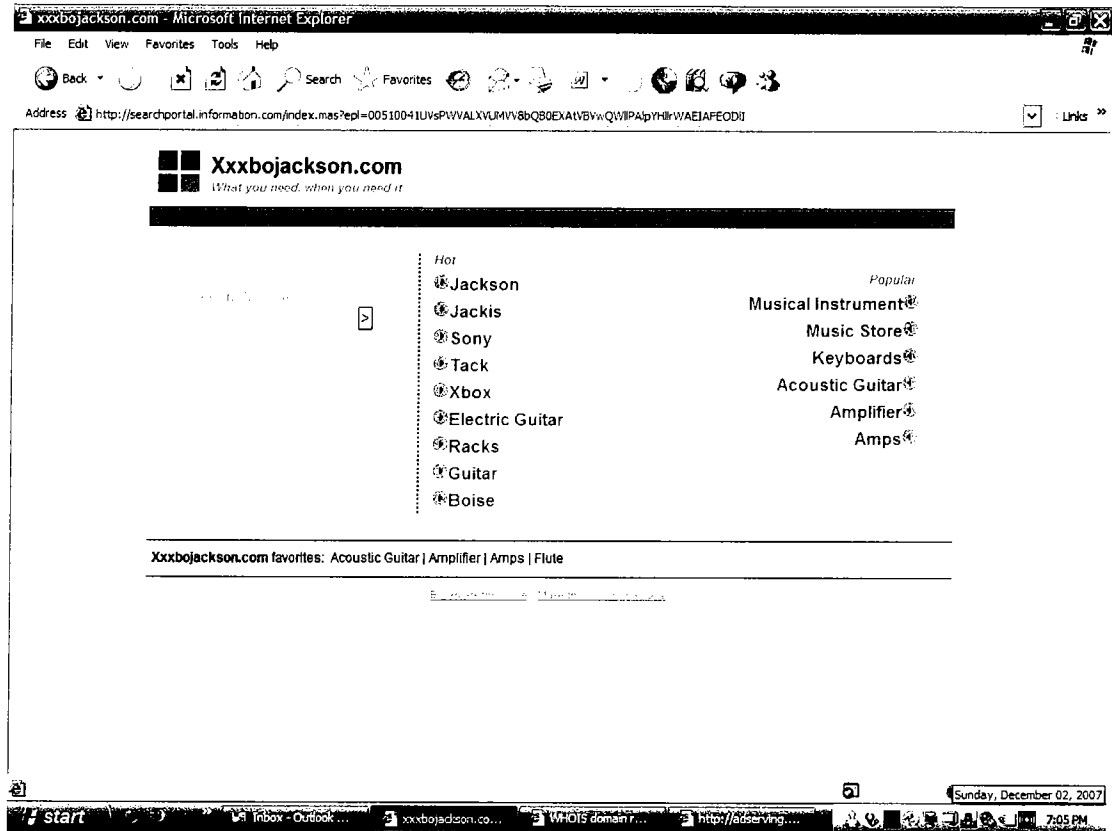 xxxbojackson.com - Microsoft Internet Explorer
File Edit View Favorites Tools Help
Back Search Favorites
Address http://searchportal.information.com/index.mas?epl= Links »
Xxxbojackson.com
What you need, when you need it
Hot
Jackson
Jackis
Sony
Tack
Xbox
Electric Guitar
Racks
Guitar
Boise
Popular
Musical Instrument
Music Store
Keyboards
Acoustic Guitar
Amplifier
Amps
>
Xxxbojackson.com favorites: Acoustic Guitar | Amplifier | Amps | Flute
Sunday, December 02, 2007
start Inbox - Outlook ... xxxbojackson.co... WHOIS domain r... http://adserving.... 7:05 PM